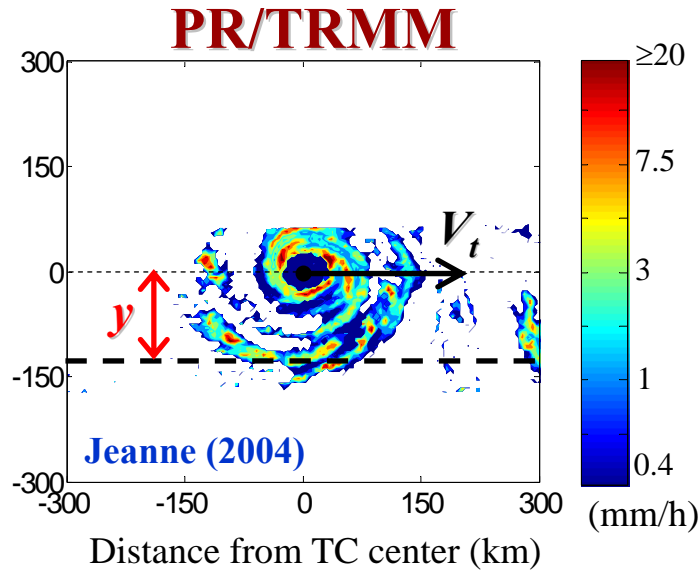 PR/TRMM
300
150
0
-150
-300
-300
-150
0
150
300
V_t
y
Jeanne (2004)
Distance from TC center (km)
≥20
7.5
3
1
0.4
(mm/h)